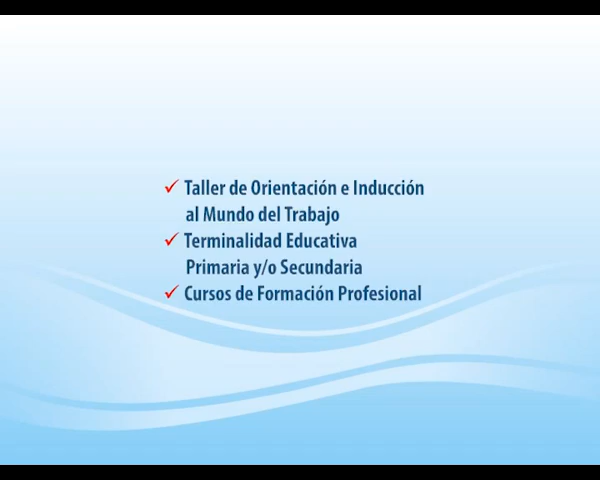 ✓ Taller de Orientación e Inducción
al Mundo del Trabajo
✓ Terminalidad Educativa
Primaria y/o Secundaria
✓ Cursos de Formación Profesional